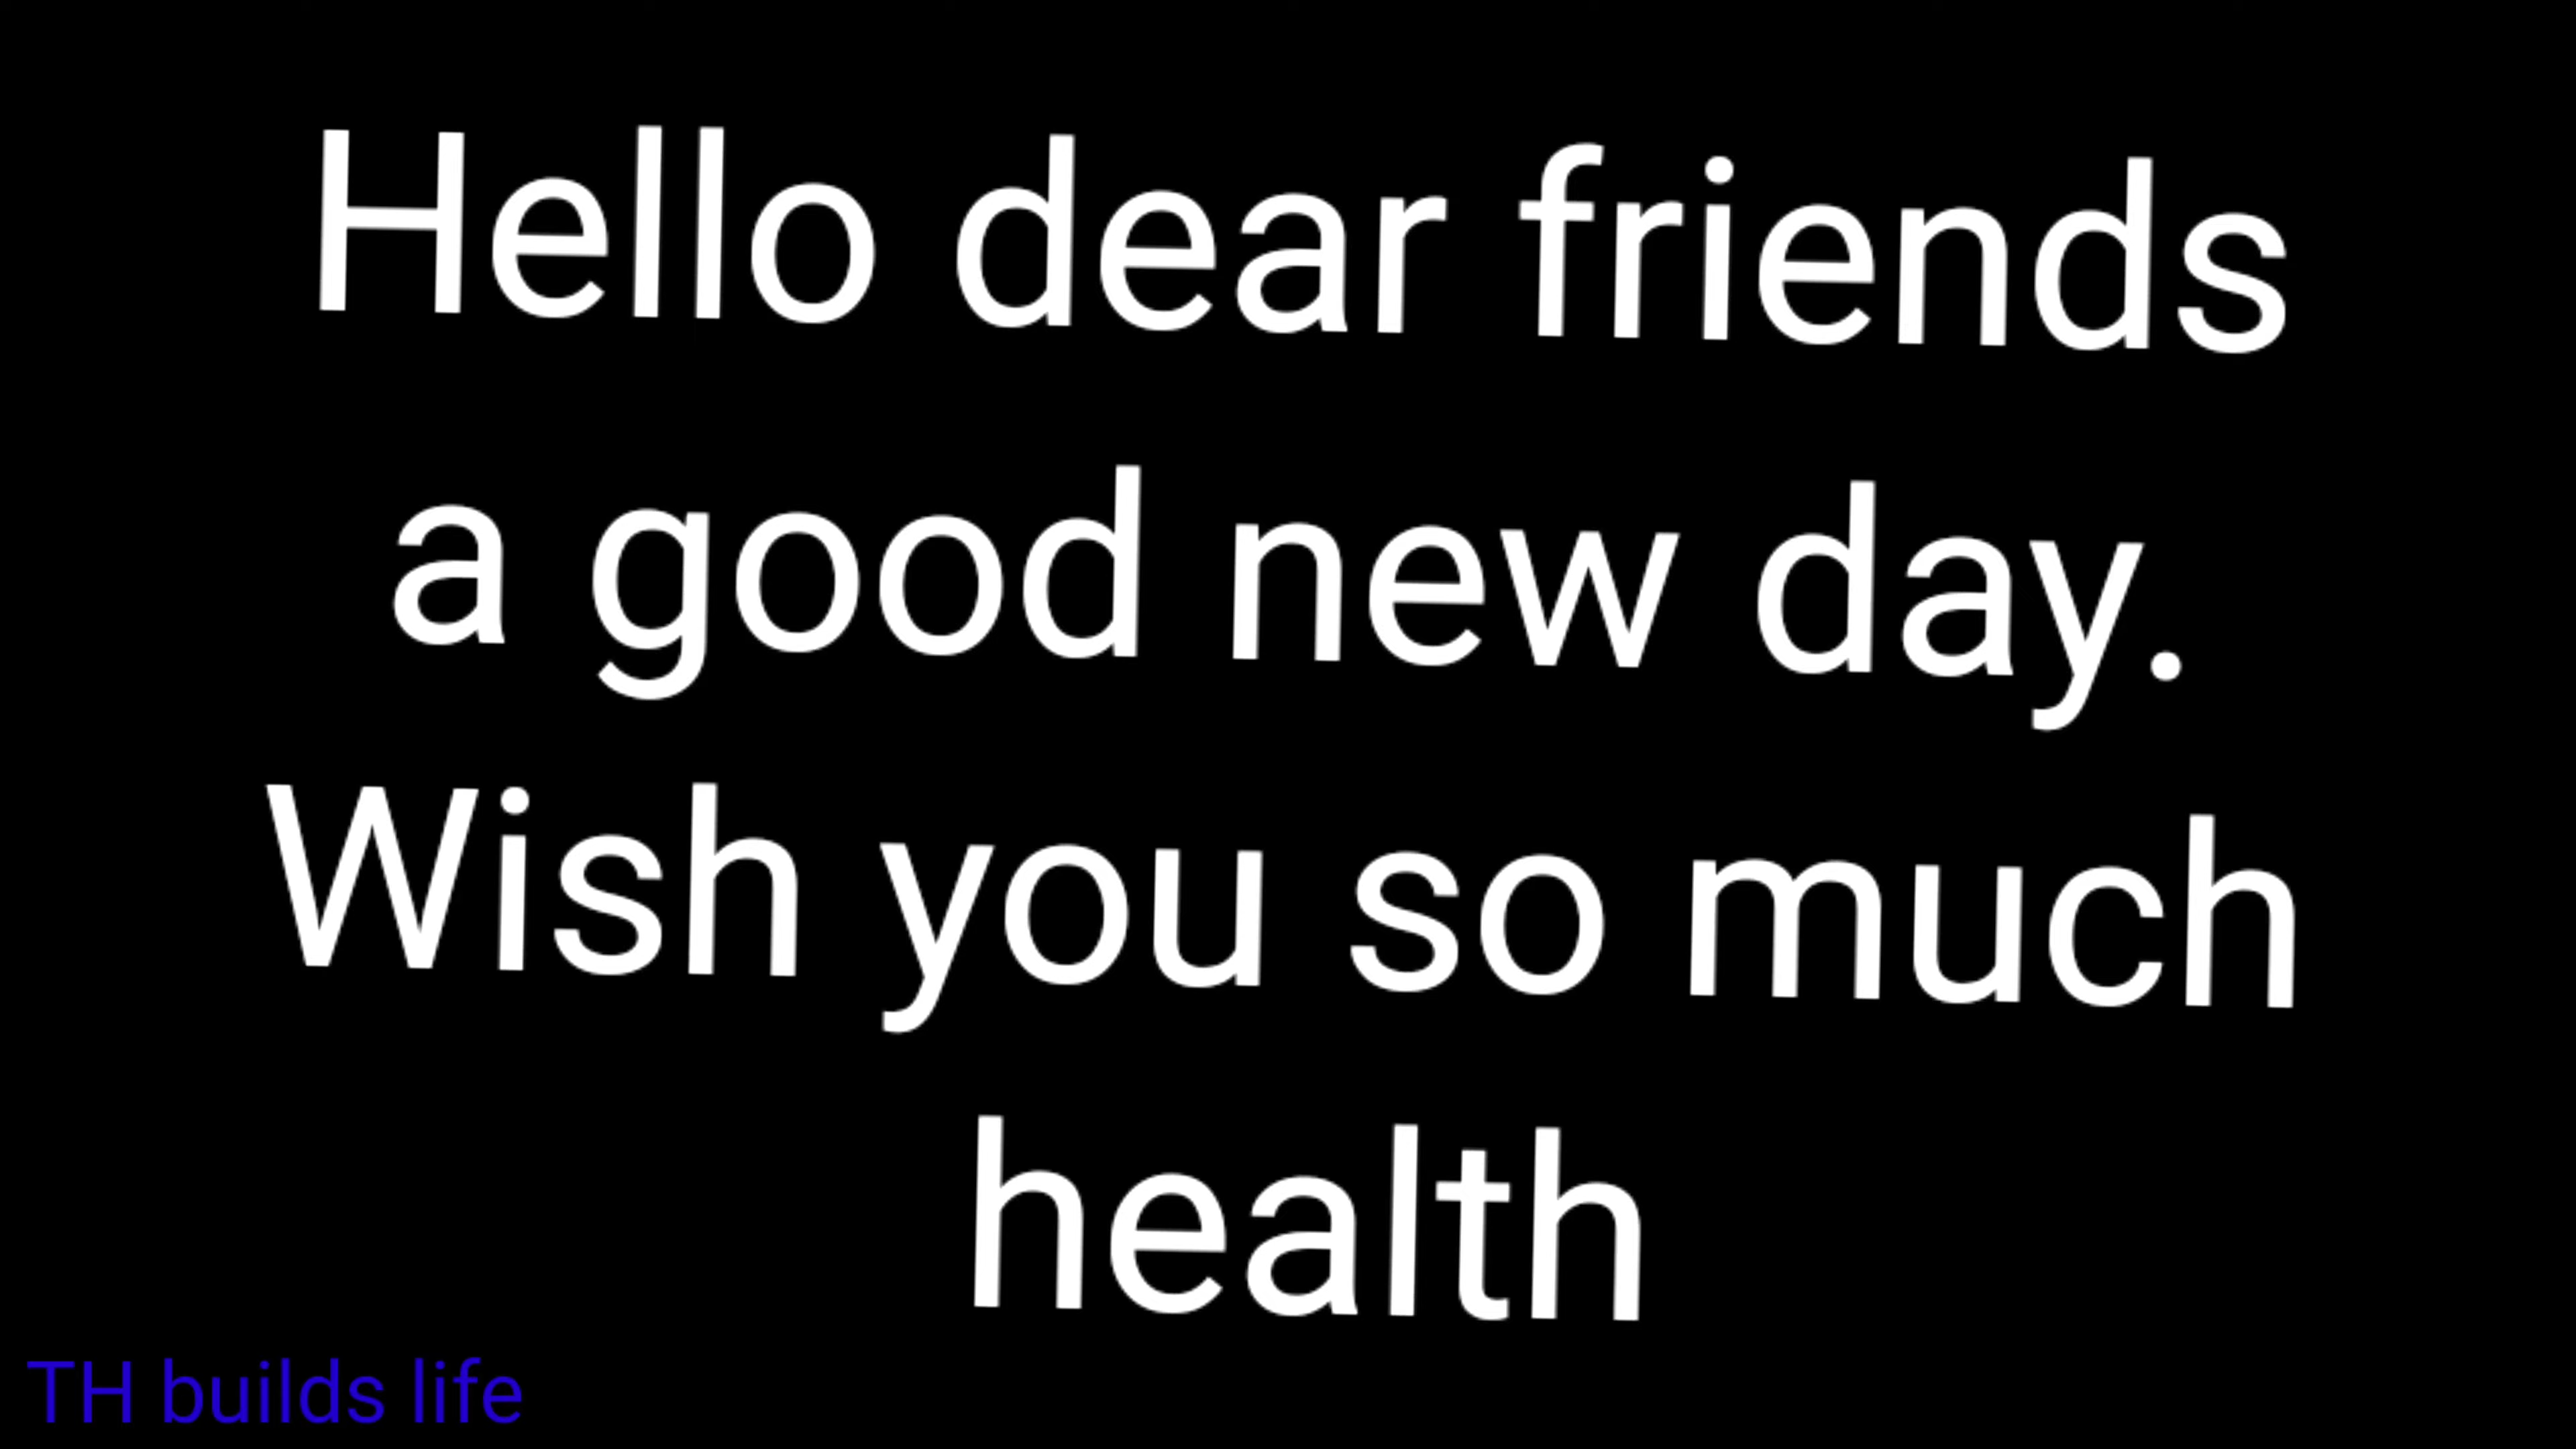 Hello dear friends
a good new day.
Wish you so much
health
TH builds life